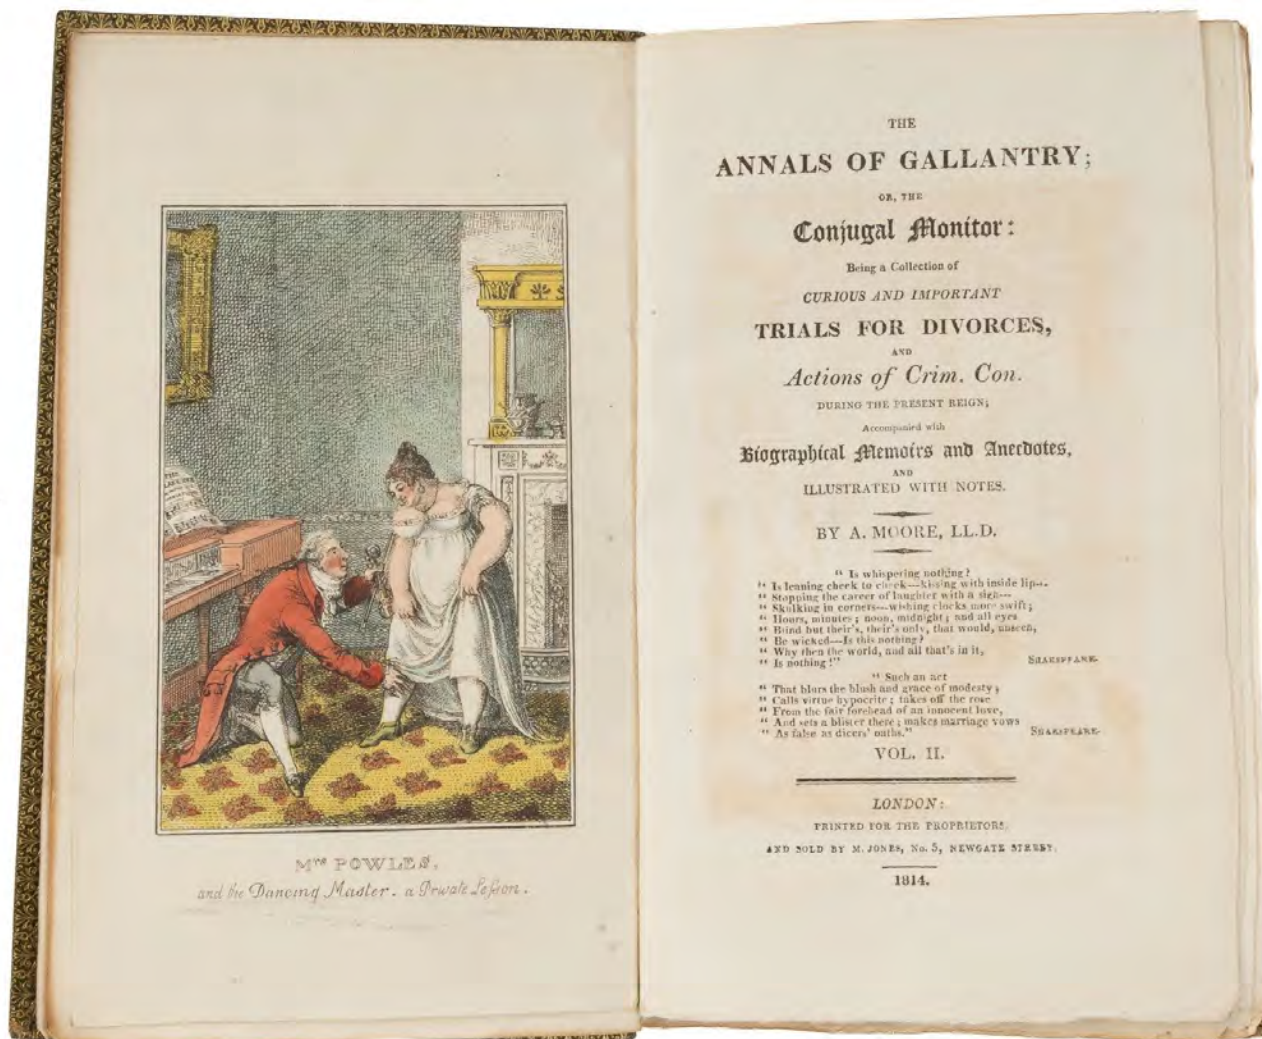 Mrs POWLES,
and the Dancing Master. a Private Lesson.
THE
ANNALS OF GALLANTRY;
OR, THE
Conjugal Monitor:
Being a Collection of
CURIOUS AND IMPORTANT
TRIALS FOR DIVORCES,
AND
Actions of Crim. Con.
DURING THE PRESENT REIGN;
Accompanied with
Biographical Memoirs and Anecdotes,
AND
ILLUSTRATED WITH NOTES.
BY A. MOORE, LL.D.
“ Is whispering nothing?
“ Is leaning cheek to cheek—kissing with inside lip—
“ Stopping the career of laughter with a sigh—
“ Skulking in corners—wishing clocks more swift;
“ Hours, minutes; noon, midnight; and all eyes
“ Blind but their's, their's only, that would, unseen,
“ Be wicked—Is this nothing?
“ Why then the world, and all that's in it,
“ Is nothing!” SHAKSPEARE.
“ Such an act
“ That blurs the blush and grace of modesty;
“ Calls virtue hypocrite; takes off the rose
“ From the fair forehead of an innocent love,
“ And sets a blister there; makes marriage vows
“ As false as dicers' oaths.” SHAKSPEARE.
VOL. II.
LONDON:
PRINTED FOR THE PROPRIETORS,
AND SOLD BY M. JONES, No. 5, NEWGATE STREET.
1814.